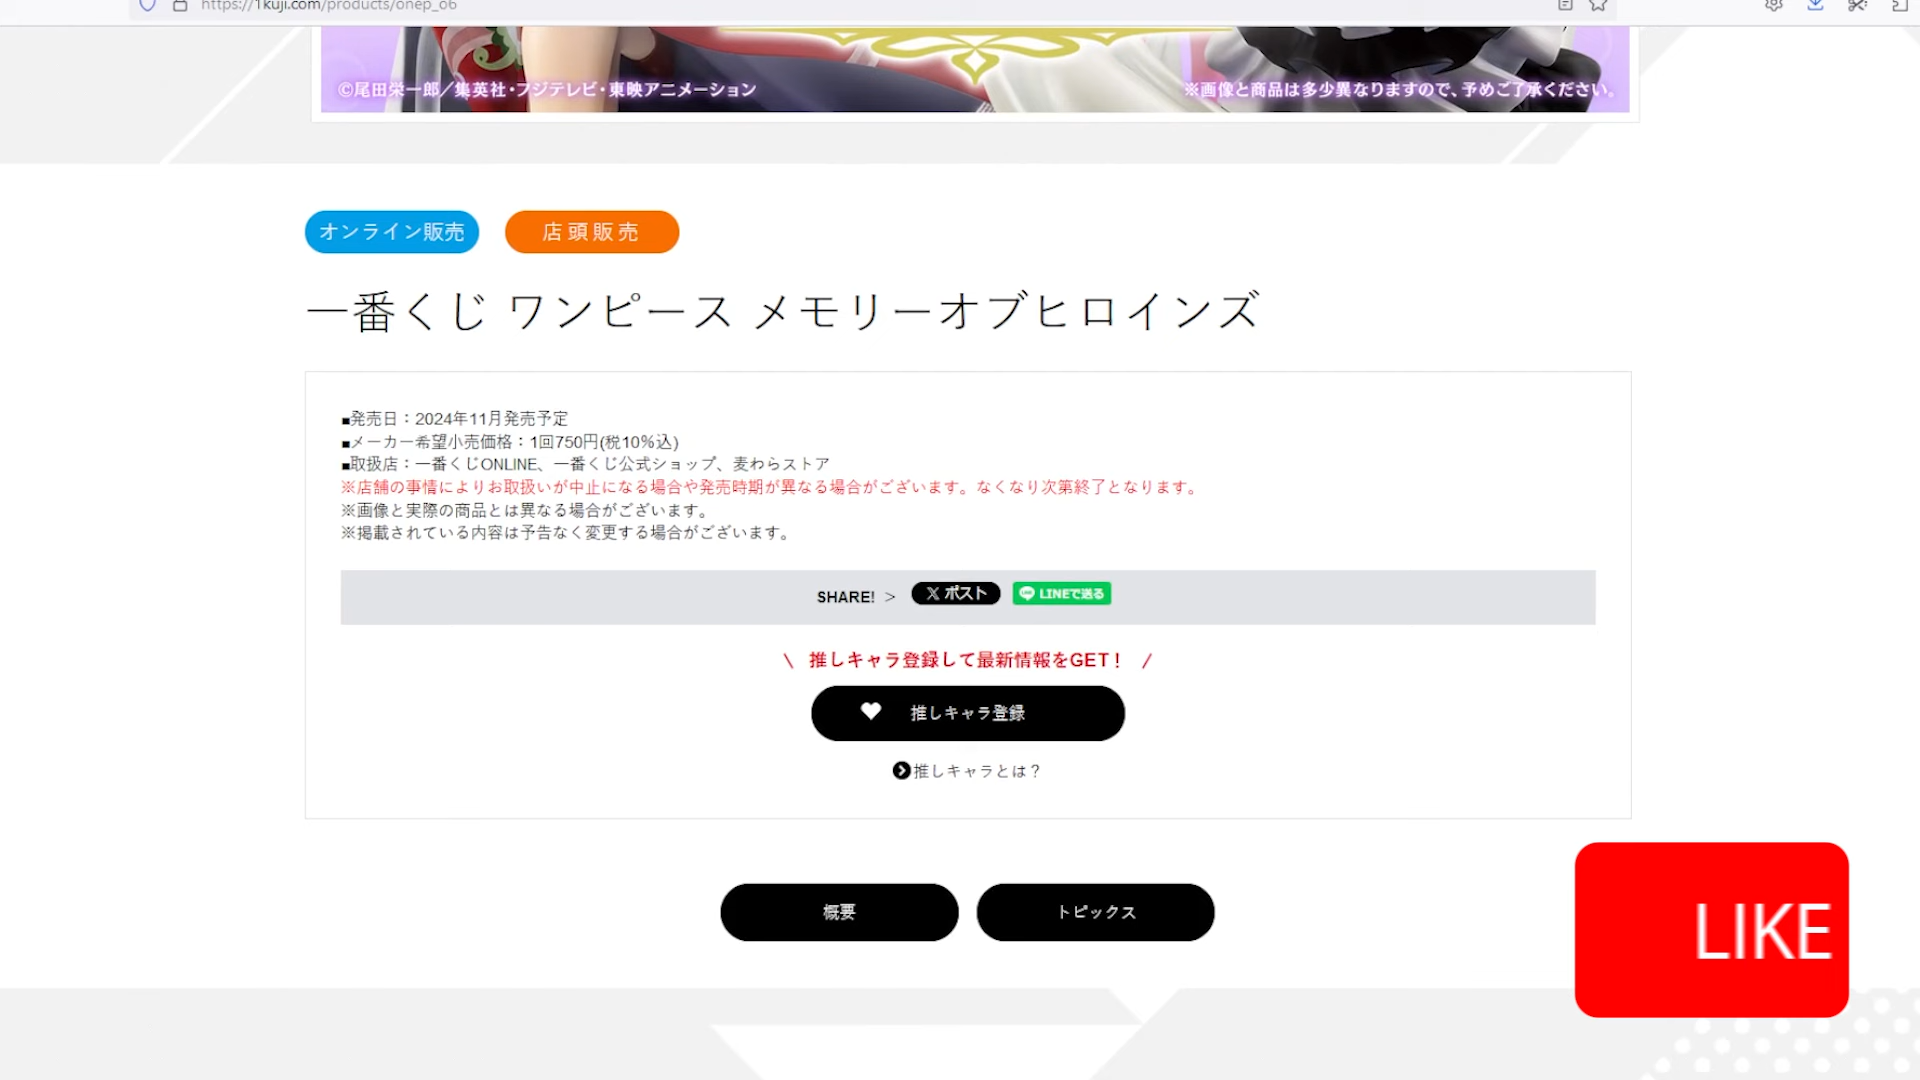 https://1kuji.com/products/onep_06
©尾田栄一郎／集英社・フジテレビ・東映アニメーション
※画像と商品は多少異なりますので、予めご了承ください。
オンライン販売
店頭販売
一番くじ ワンピース メモリーオブヒロインズ
■発売日：2024年11月発売予定
■メーカー希望小売価格：1回750円(税10％込)
■取扱店：一番くじONLINE、一番くじ公式ショップ、麦わらストア
※店舗の事情によりお取扱いが中止になる場合や発売時期が異なる場合がございます。なくなり次第終了となります。
※画像と実際の商品とは異なる場合がございます。
※掲載されている内容は予告なく変更する場合がございます。
SHARE! ＞
X ポスト
LINEで送る
\ 推しキャラ登録して最新情報をGET！ /
推しキャラ登録
推しキャラとは？
概要
トピックス
LIKE